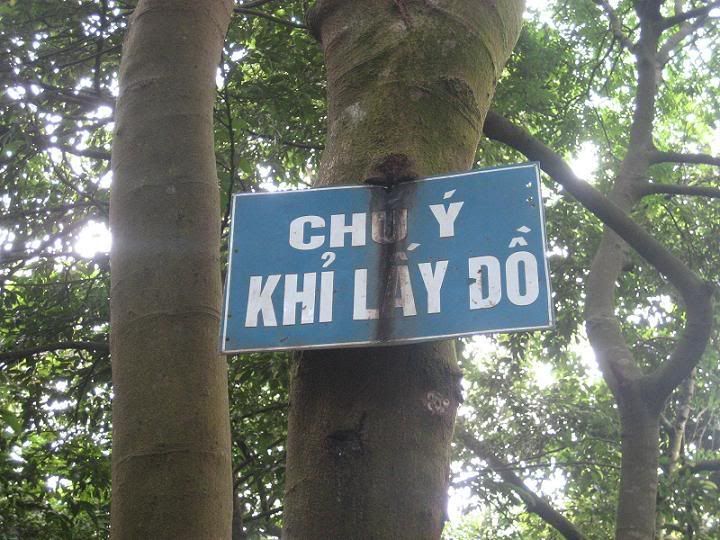 CHÚ Ý
KHỈ LẤY ĐỒ